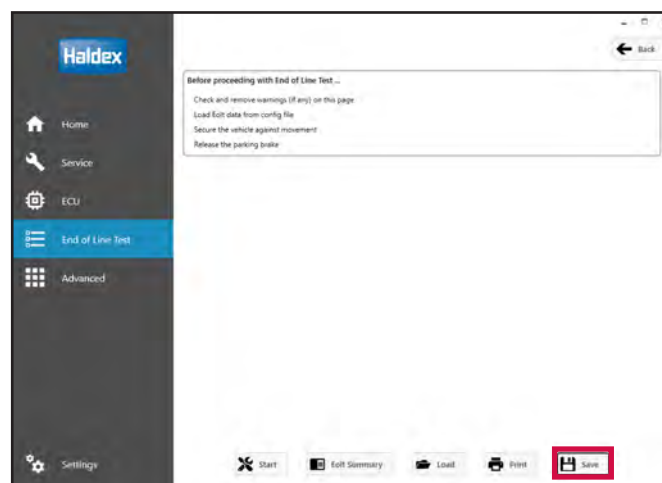 Haldex
Back
Before proceeding with End of Line Test ...
Check and remove warnings (if any) on this page
Load Eolt data from config file
Secure the vehicle against movement
Release the parking brake
Home
Service
ECU
End of Line Test
Advanced
Settings
Start
Eolt Summary
Load
Print
Save